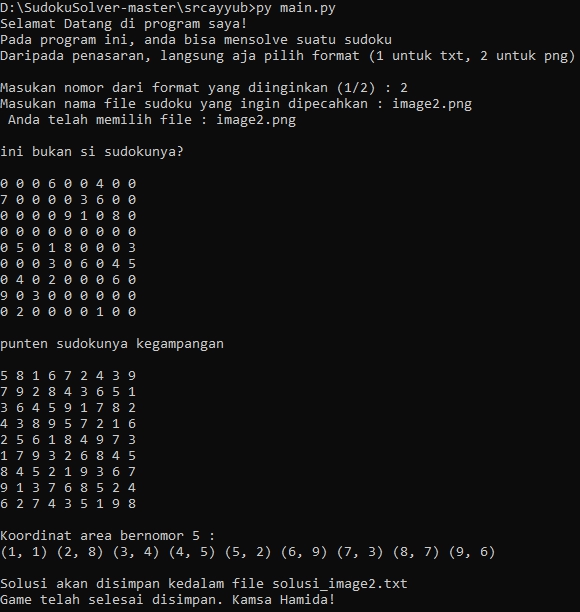 D:\SudokuSolver-master\srcayyub>py main.py
Selamat Datang di program saya!
Pada program ini, anda bisa mensolve suatu sudoku
Daripada penasaran, langsung aja pilih format (1 untuk txt, 2 untuk png)
Masukan nomor dari format yang diinginkan (1/2) : 2
Masukan nama file sudoku yang ingin dipecahkan : image2.png
Anda telah memilih file : image2.png
ini bukan si sudokunya?
0 0 0 6 0 0 4 0 0
7 0 0 0 0 3 6 0 0
0 0 0 0 9 1 0 8 0
0 0 0 0 0 0 0 0 0
0 5 0 1 8 0 0 0 3
0 0 0 3 0 6 0 4 5
0 4 0 2 0 0 0 6 0
9 0 3 0 0 0 0 0 0
0 2 0 0 0 0 1 0 0
punten sudokunya kegampangan
5 8 1 6 7 2 4 3 9
7 9 2 8 4 3 6 5 1
3 6 4 5 9 1 7 8 2
4 3 8 9 5 7 2 1 6
2 5 6 1 8 4 9 7 3
1 7 9 3 2 6 8 4 5
8 4 5 2 1 9 3 6 7
9 1 3 7 6 8 5 2 4
6 2 7 4 3 5 1 9 8
Koordinat area bernomor 5 :
(1, 1) (2, 8) (3, 4) (4, 5) (5, 2) (6, 9) (7, 3) (8, 7) (9, 6)
Solusi akan disimpan kedalam file solusi_image2.txt
Game telah selesai disimpan. Kamsa Hamida!